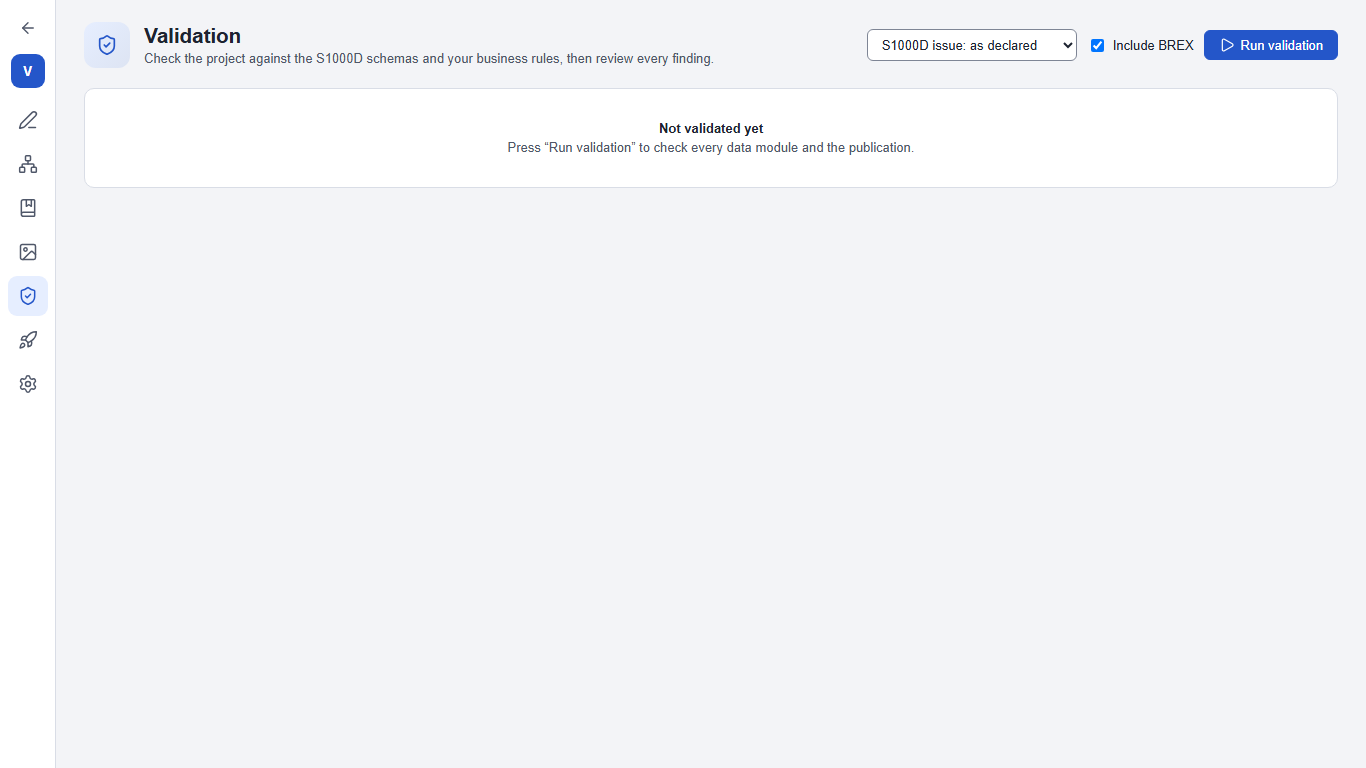 V
Validation
Check the project against the S1000D schemas and your business rules, then review every finding.
S1000D issue: as declared
Include BREX
Run validation
Not validated yet
Press “Run validation” to check every data module and the publication.